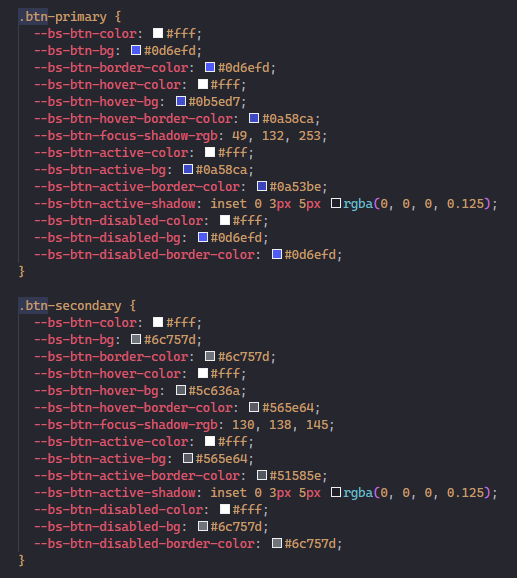 .btn-primary {
--bs-btn-color: #fff;
--bs-btn-bg: #0d6efd;
--bs-btn-border-color: #0d6efd;
--bs-btn-hover-color: #fff;
--bs-btn-hover-bg: #0b5ed7;
--bs-btn-hover-border-color: #0a58ca;
--bs-btn-focus-shadow-rgb: 49, 132, 253;
--bs-btn-active-color: #fff;
--bs-btn-active-bg: #0a58ca;
--bs-btn-active-border-color: #0a53be;
--bs-btn-active-shadow: inset 0 3px 5px rgba(0, 0, 0, 0.125);
--bs-btn-disabled-color: #fff;
--bs-btn-disabled-bg: #0d6efd;
--bs-btn-disabled-border-color: #0d6efd;
}
.btn-secondary {
--bs-btn-color: #fff;
--bs-btn-bg: #6c757d;
--bs-btn-border-color: #6c757d;
--bs-btn-hover-color: #fff;
--bs-btn-hover-bg: #5c636a;
--bs-btn-hover-border-color: #565e64;
--bs-btn-focus-shadow-rgb: 130, 138, 145;
--bs-btn-active-color: #fff;
--bs-btn-active-bg: #565e64;
--bs-btn-active-border-color: #51585e;
--bs-btn-active-shadow: inset 0 3px 5px rgba(0, 0, 0, 0.125);
--bs-btn-disabled-color: #fff;
--bs-btn-disabled-bg: #6c757d;
--bs-btn-disabled-border-color: #6c757d;
}